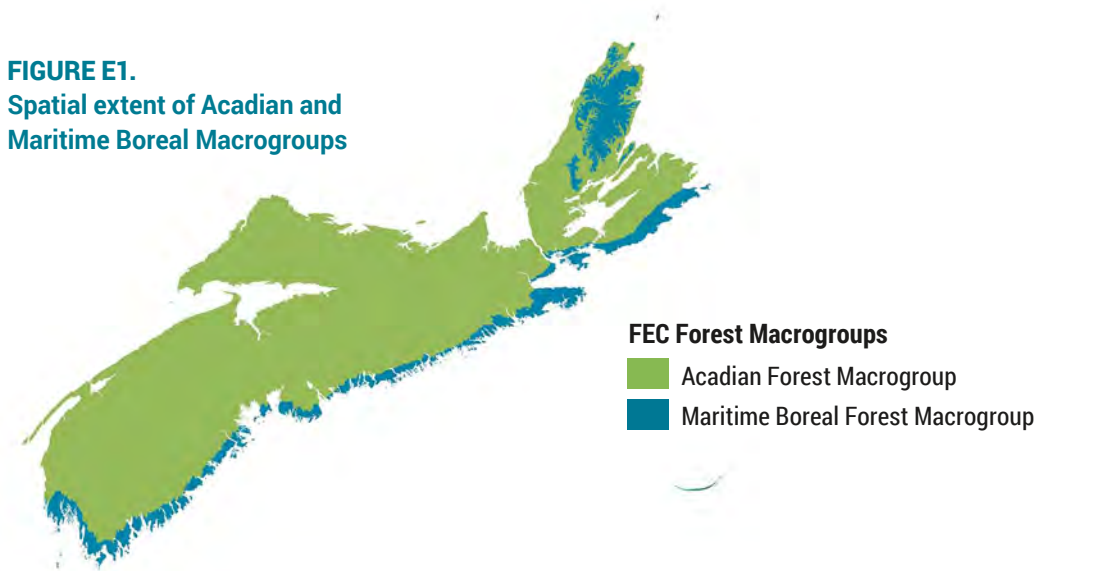 FIGURE E1.
Spatial extent of Acadian and
Maritime Boreal Macrogroups
FEC Forest Macrogroups
Acadian Forest Macrogroup
Maritime Boreal Forest Macrogroup